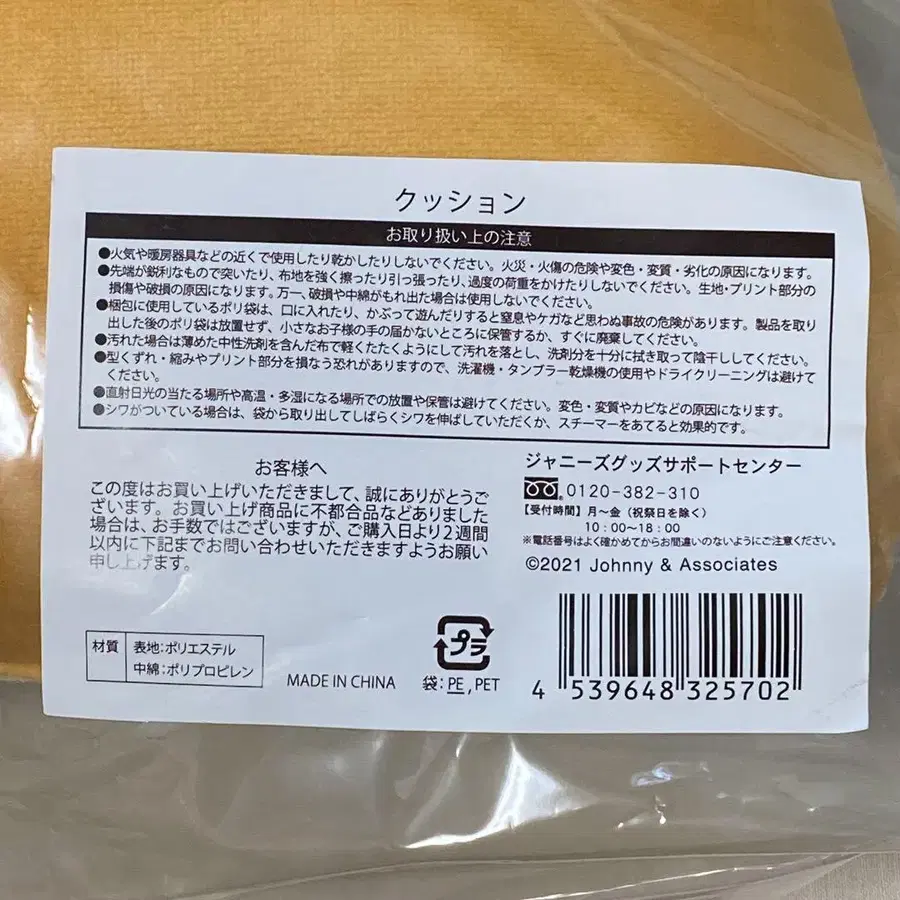 クッション
お取り扱い上の注意
●火気や暖房器具などの近くで使用したり乾かしたりしないでください。火災・火傷の危険や変色・変質・劣化の原因になります。
●先端が鋭利なもので突いたり、布地を強く擦ったり引っ張ったり、過度の荷重をかけたりしないでください。生地・プリント部分の
損傷や破損の原因になります。万一、破損や中綿がもれ出た場合は使用しないでください。
●梱包に使用しているポリ袋は、口に入れたり、かぶって遊んだりすると窒息やケガなど思わぬ事故の危険があります。製品を取り
出した後のポリ袋は放置せず、小さなお子様の手の届かないところに保管するか、すぐに廃棄してください。
●汚れた場合は薄めた中性洗剤を含んだ布で軽くたたくようにして汚れを落とし、洗剤分を十分に拭き取って陰干ししてください。
●型くずれ・縮みやプリント部分を損なう恐れがありますので、洗濯機・タンブラー乾燥機の使用やドライクリーニングは避けて
ください。
●直射日光の当たる場所や高温・多湿になる場所での放置や保管は避けてください。変色・変質やカビなどの原因になります。
●シワがついている場合は、袋から取り出してしばらくシワを伸ばしていただくか、スチーマーをあてると効果的です。
お客様へ
この度はお買い上げいただきまして、誠にありがとうご
ざいます。お買い上げ商品に不都合品などありました
場合は、お手数ではございますが、ご購入日より2週間
以内に下記までお問い合わせいただきますようお願い
申し上げます。
ジャニーズグッズサポートセンター
0120-382-310
【受付時間】月〜金（祝祭日を除く）
10：00〜18：00
※電話番号はよく確かめてからお間違いのないようにご注意ください。
©2021 Johnny & Associates
材質 表地:ポリエステル
中綿:ポリプロピレン
MADE IN CHINA
プラ
袋:PE,PET
4 539648 325702